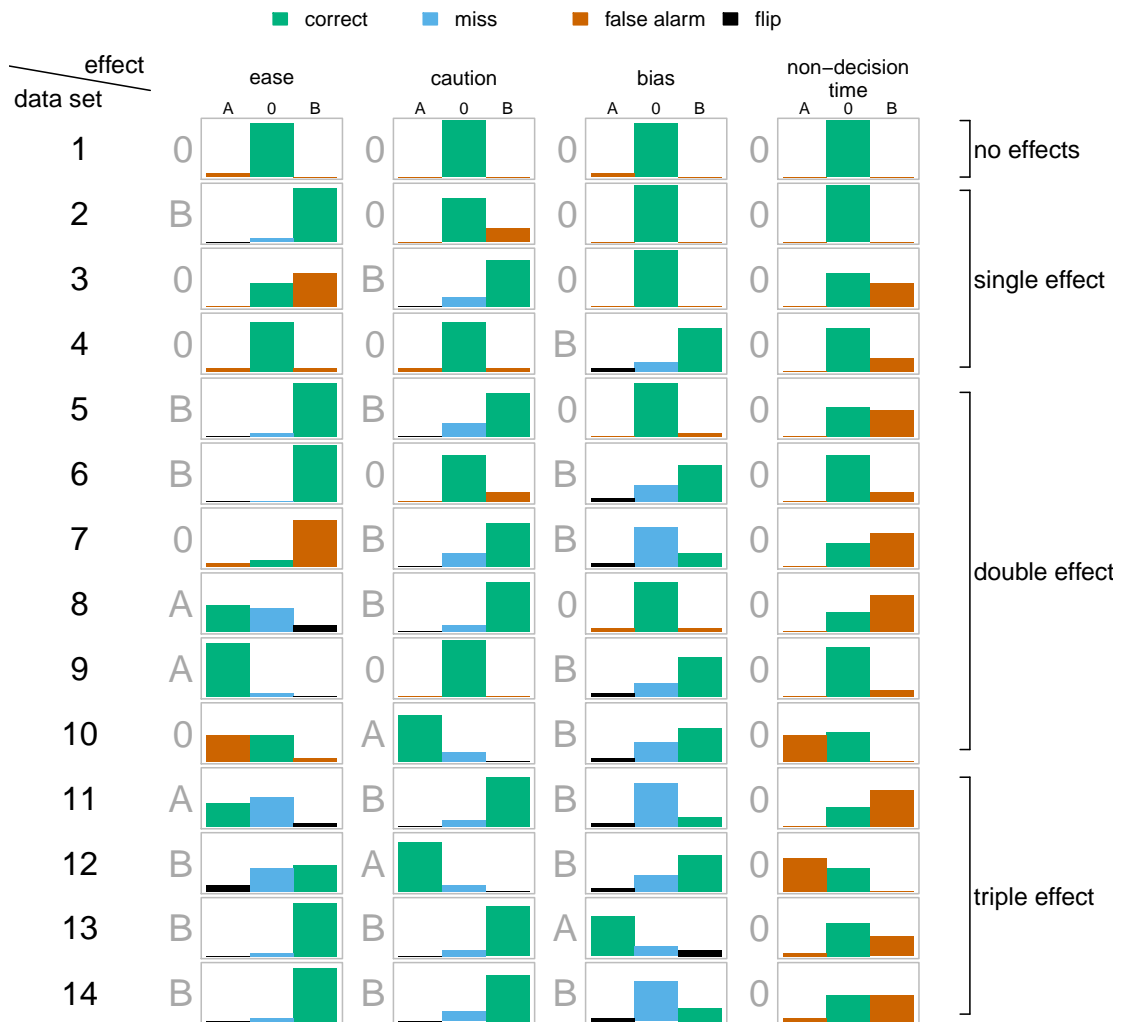 correct miss false alarm flip
effect
data set
ease caution bias non−decision time
A 0 B A 0 B A 0 B A 0 B
1 0 0 0 0 no effects
2 B 0 0 0
3 0 B 0 0 single effect
4 0 0 B 0
5 B B 0 0
6 B 0 B 0
7 0 B B 0
8 A B 0 0 double effect
9 A 0 B 0
10 0 A B 0
11 A B B 0
12 B A B 0
13 B B A 0 triple effect
14 B B B 0